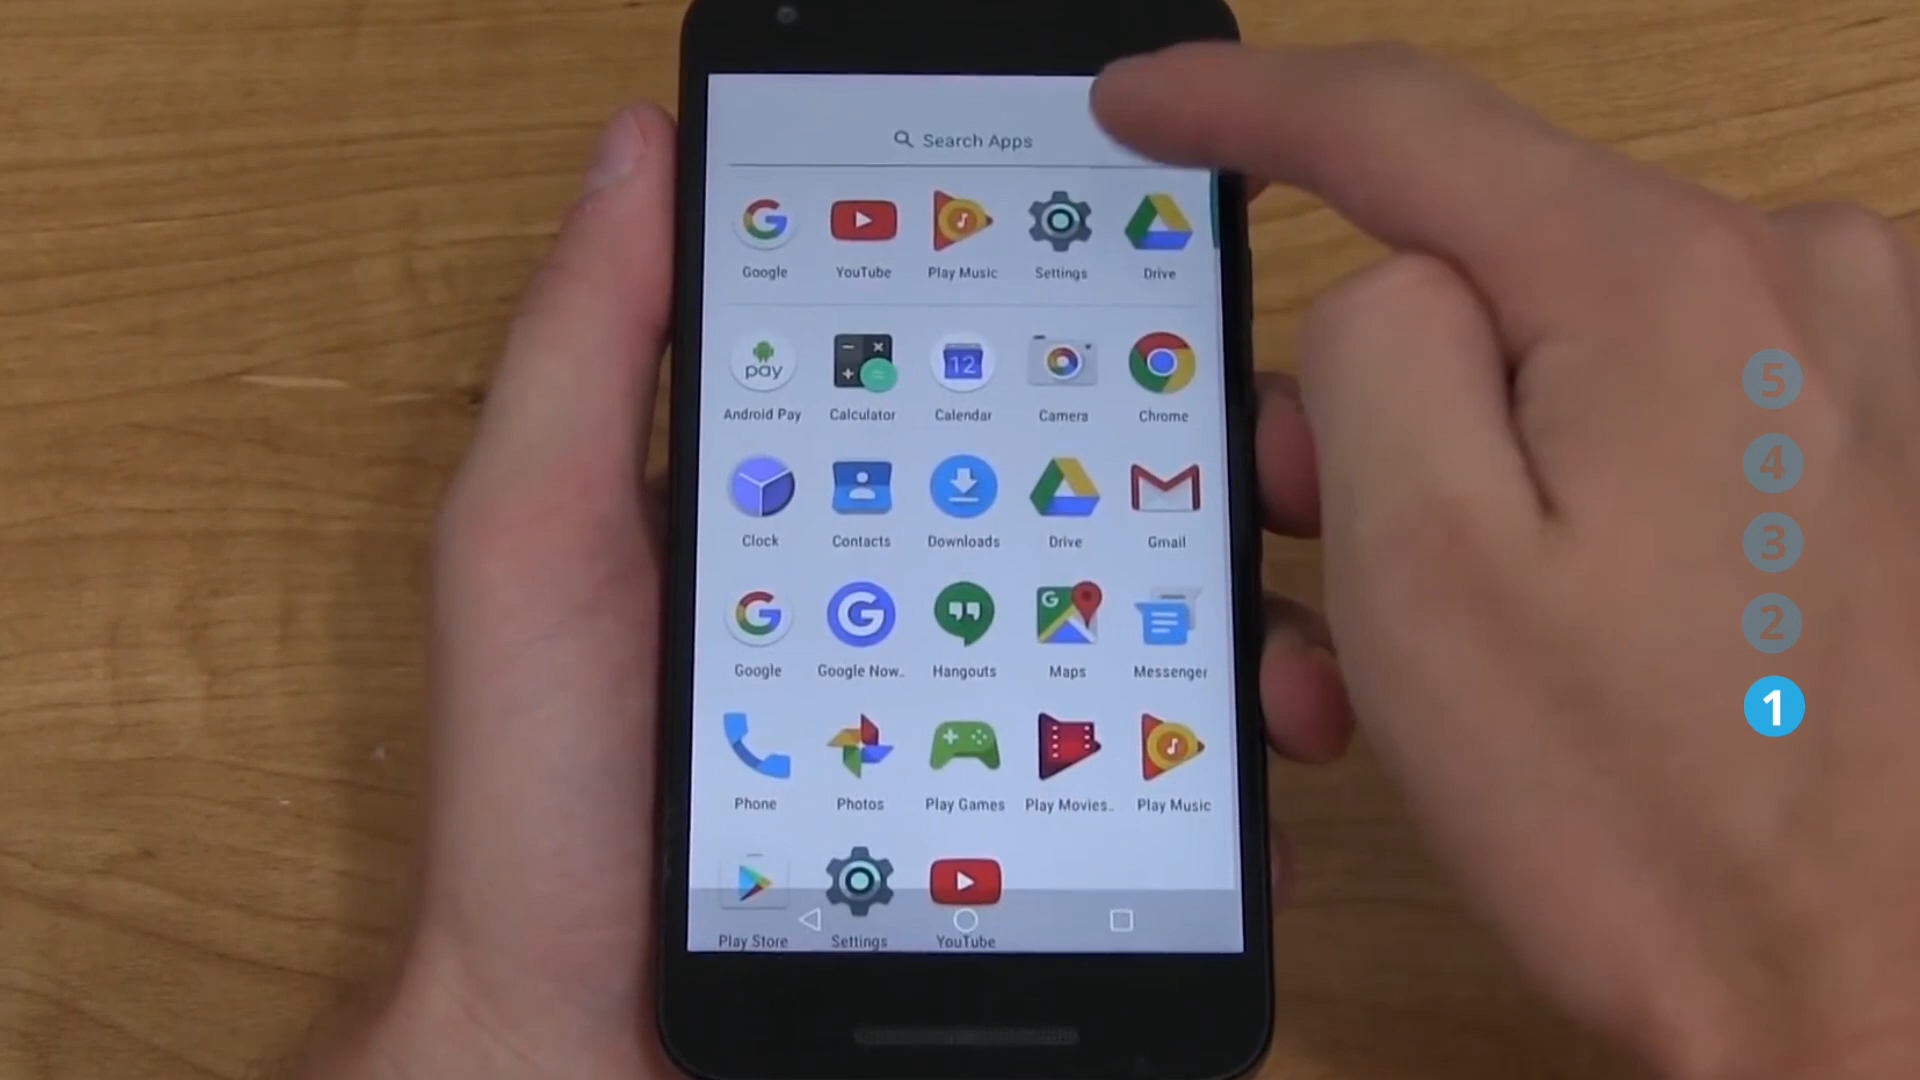 Search Apps
Google YouTube Play Music Settings Drive
pay 12
Android Pay Calculator Calendar Camera Chrome
Clock Contacts Downloads Drive Gmail
Google Google Now.. Hangouts Maps Messenger
Phone Photos Play Games Play Movies.. Play Music
Play Store Settings YouTube
5
4
3
2
1